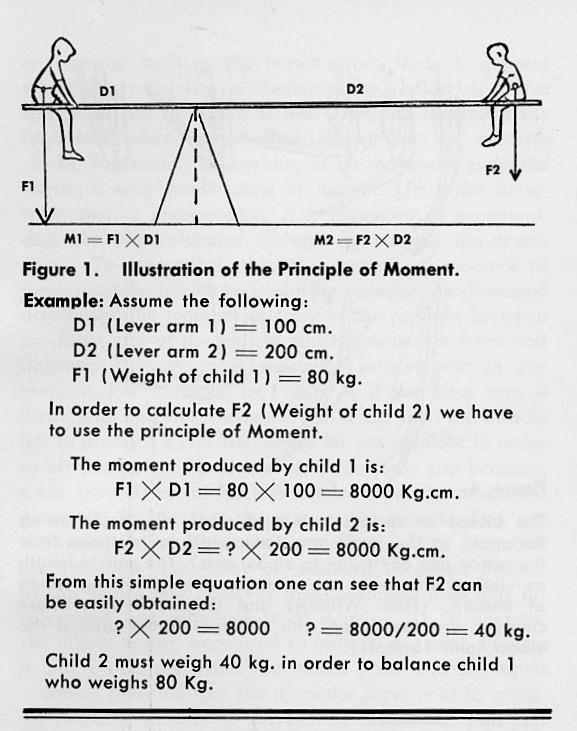 D1
D2
F1
F2
M1 = F1 X D1
M2 = F2 X D2
Figure 1. Illustration of the Principle of Moment.
Example: Assume the following:
D1 (Lever arm 1) = 100 cm.
D2 (Lever arm 2) = 200 cm.
F1 (Weight of child 1) = 80 kg.
In order to calculate F2 (Weight of child 2) we have
to use the principle of Moment.
The moment produced by child 1 is:
F1 X D1 = 80 X 100 = 8000 Kg.cm.
The moment produced by child 2 is:
F2 X D2 = ? X 200 = 8000 Kg.cm.
From this simple equation one can see that F2 can
be easily obtained:
? X 200 = 8000 ? = 8000/200 = 40 kg.
Child 2 must weigh 40 kg. in order to balance child 1
who weighs 80 Kg.